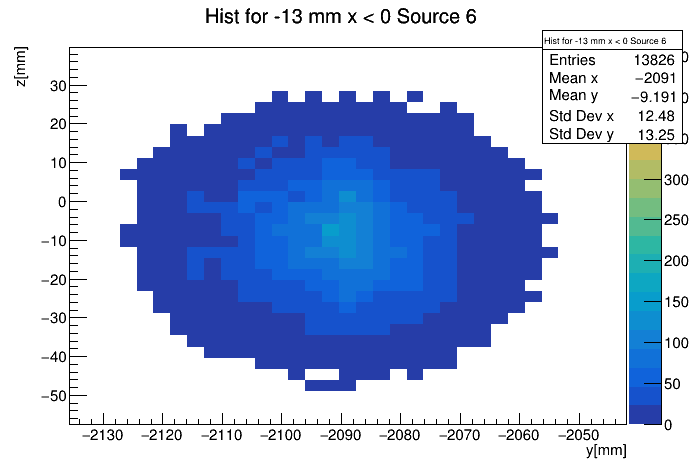 Hist for -13 mm x < 0 Source 6
Hist for -13 mm x < 0 Source 6
Entries 13826
Mean x −2091
Mean y −9.191
Std Dev x 12.48
Std Dev y 13.25
z[mm]
30
20
10
0
−10
−20
−30
−40
−50
−2130 −2120 −2110 −2100 −2090 −2080 −2070 −2060 −2050
y[mm]
300
250
200
150
100
50
0